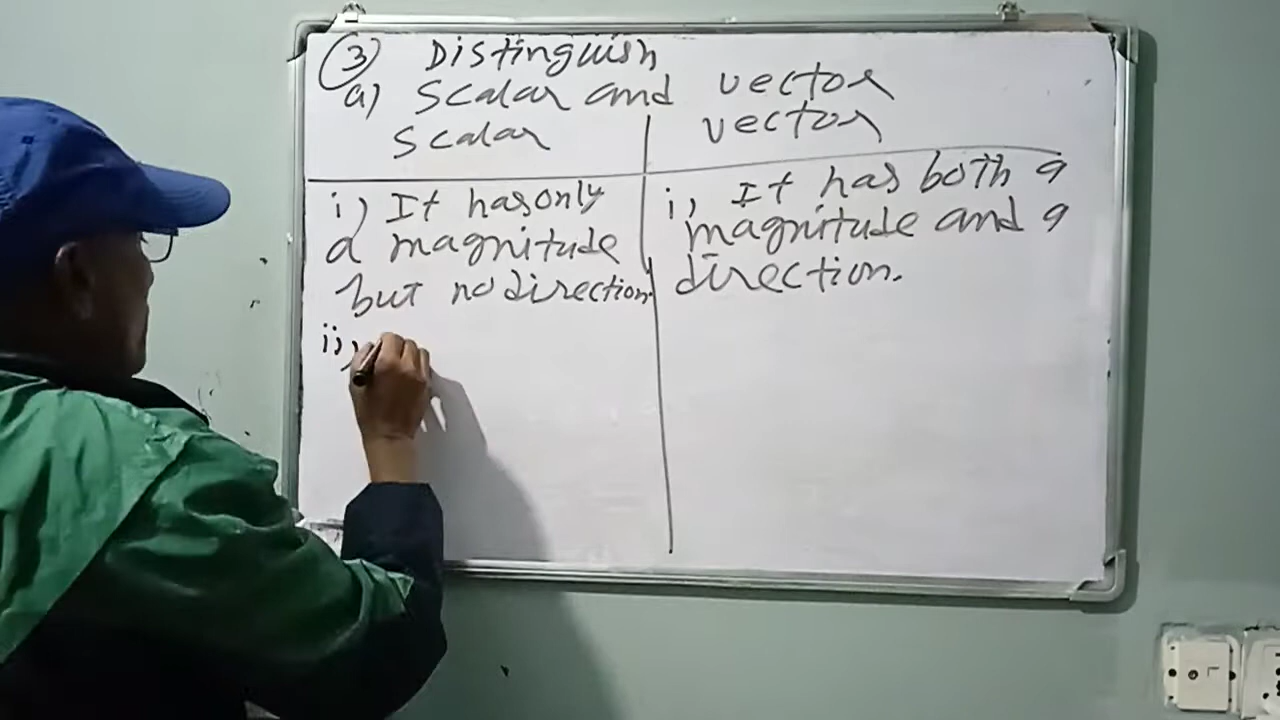 3) Distinguish
a) Scalar and vector
Scalar
vector
i) It has only
a magnitude
but no direction.
ii)
i) It has both a
magnitude and a
direction.